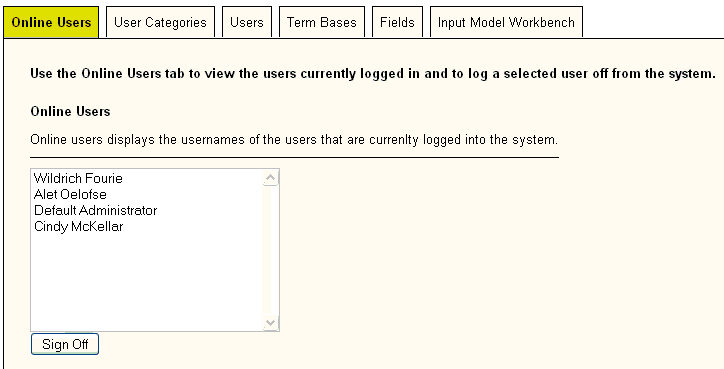 Online Users User Categories Users Term Bases Fields Input Model Workbench
Use the Online Users tab to view the users currently logged in and to log a selected user off from the system.
Online Users
Online users displays the usernames of the users that are currenlty logged into the system.
Wildrich Fourie
Alet Oelofse
Default Administrator
Cindy McKellar
Sign Off